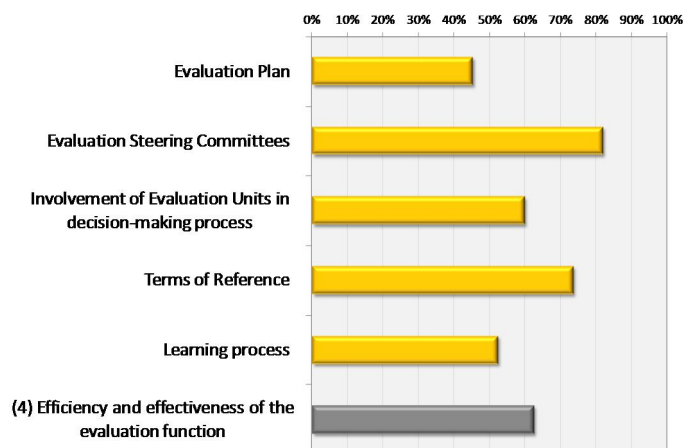 0% 10% 20% 30% 40% 50% 60% 70% 80% 90% 100%
Evaluation Plan
Evaluation Steering Committees
Involvement of Evaluation Units in
decision-making process
Terms of Reference
Learning process
(4) Efficiency and effectiveness of the
evaluation function